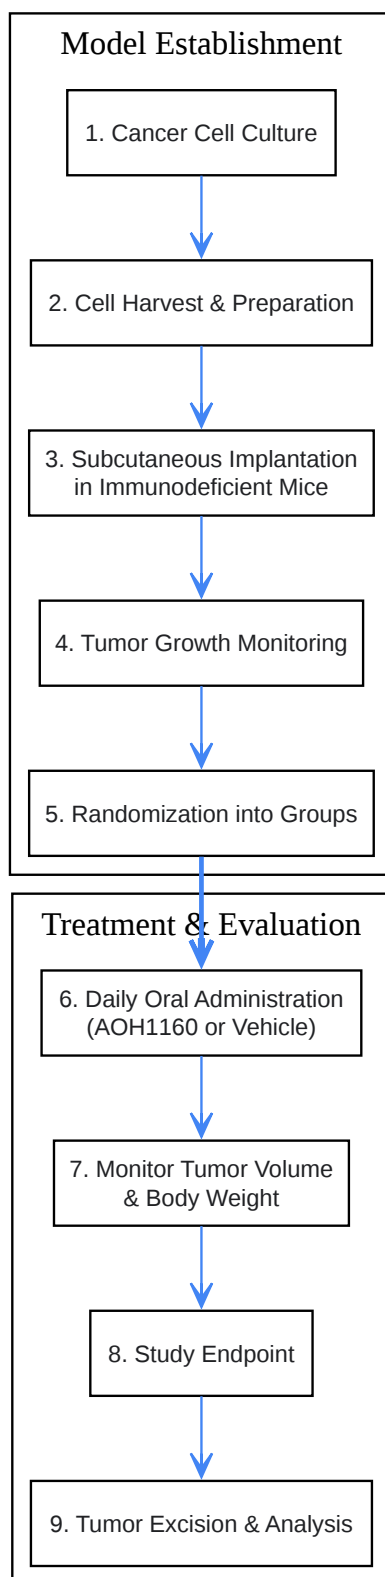 Model Establishment
1. Cancer Cell Culture
2. Cell Harvest & Preparation
3. Subcutaneous Implantation
in Immunodeficient Mice
4. Tumor Growth Monitoring
5. Randomization into Groups
Treatment & Evaluation
6. Daily Oral Administration
(AOH1160 or Vehicle)
7. Monitor Tumor Volume
& Body Weight
8. Study Endpoint
9. Tumor Excision & Analysis